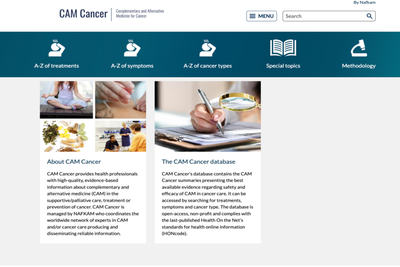 By Nafkam
CAM Cancer
Complementary and Alternative
Medicine for Cancer
MENU
Search
A-Z of treatments
A-Z of symptoms
A-Z of cancer types
Special topics
Methodology
About CAM Cancer
CAM Cancer provides health professionals
with high-quality, evidence-based
information about complementary and
alternative medicine (CAM) in the
supportive/palliative care, treatment or
prevention of cancer. CAM Cancer is
managed by NAFKAM who coordinates the
worldwide network of experts in CAM
and/or cancer care producing and
disseminating reliable information.
The CAM Cancer database
CAM Cancer's database contains the CAM
Cancer summaries presenting the best
available evidence regarding safety and
efficacy of CAM in cancer care. It can be
accessed by searching for treatments,
symptoms and cancer type. The database is
open-access, non-profit and complies with
the last-published Health On the Net's
standards for health online information
(HONcode).